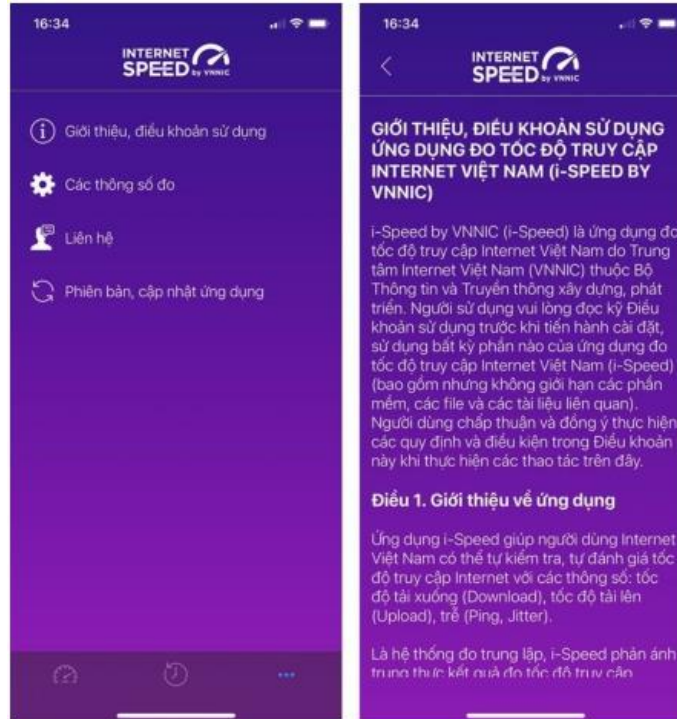 16:34
INTERNET
SPEED by VNNIC
Giới thiệu, điều khoản sử dụng
Các thông số đo
Liên hệ
Phiên bản, cập nhật ứng dụng
16:34
INTERNET
SPEED by VNNIC
GIỚI THIỆU, ĐIỀU KHOẢN SỬ DỤNG
ỨNG DỤNG ĐO TỐC ĐỘ TRUY CẬP
INTERNET VIỆT NAM (i-SPEED BY
VNNIC)
i-Speed by VNNIC (i-Speed) là ứng dụng đo
tốc độ truy cập Internet Việt Nam do Trung
tâm Internet Việt Nam (VNNIC) thuộc Bộ
Thông tin và Truyền thông xây dựng, phát
triển. Người sử dụng vui lòng đọc kỹ Điều
khoản sử dụng trước khi tiến hành cài đặt,
sử dụng bất kỳ phần nào của ứng dụng đo
tốc độ truy cập Internet Việt Nam (i-Speed)
(bao gồm nhưng không giới hạn các phần
mềm, các file và các tài liệu liên quan).
Người dùng chấp thuận và đồng ý thực hiện
các quy định và điều kiện trong Điều khoản
này khi thực hiện các thao tác trên đây.
Điều 1. Giới thiệu về ứng dụng
Ứng dụng i-Speed giúp người dùng Internet
Việt Nam có thể tự kiểm tra, tự đánh giá tốc
độ truy cập Internet với các thông số: tốc
độ tải xuống (Download), tốc độ tải lên
(Upload), trễ (Ping, Jitter).
Là hệ thống đo trung lập, i-Speed phản ánh
trung thực kết quả đo tốc độ truy cập